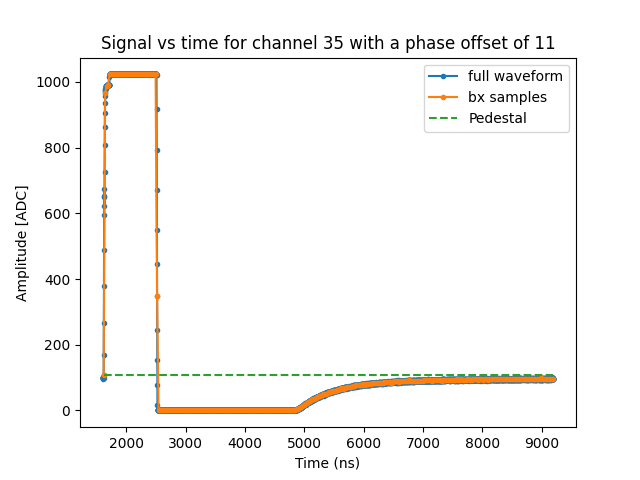 Signal vs time for channel 35 with a phase offset of 11
full waveform
bx samples
Pedestal
1000
800
600
400
200
0
Amplitude [ADC]
2000 3000 4000 5000 6000 7000 8000 9000
Time (ns)